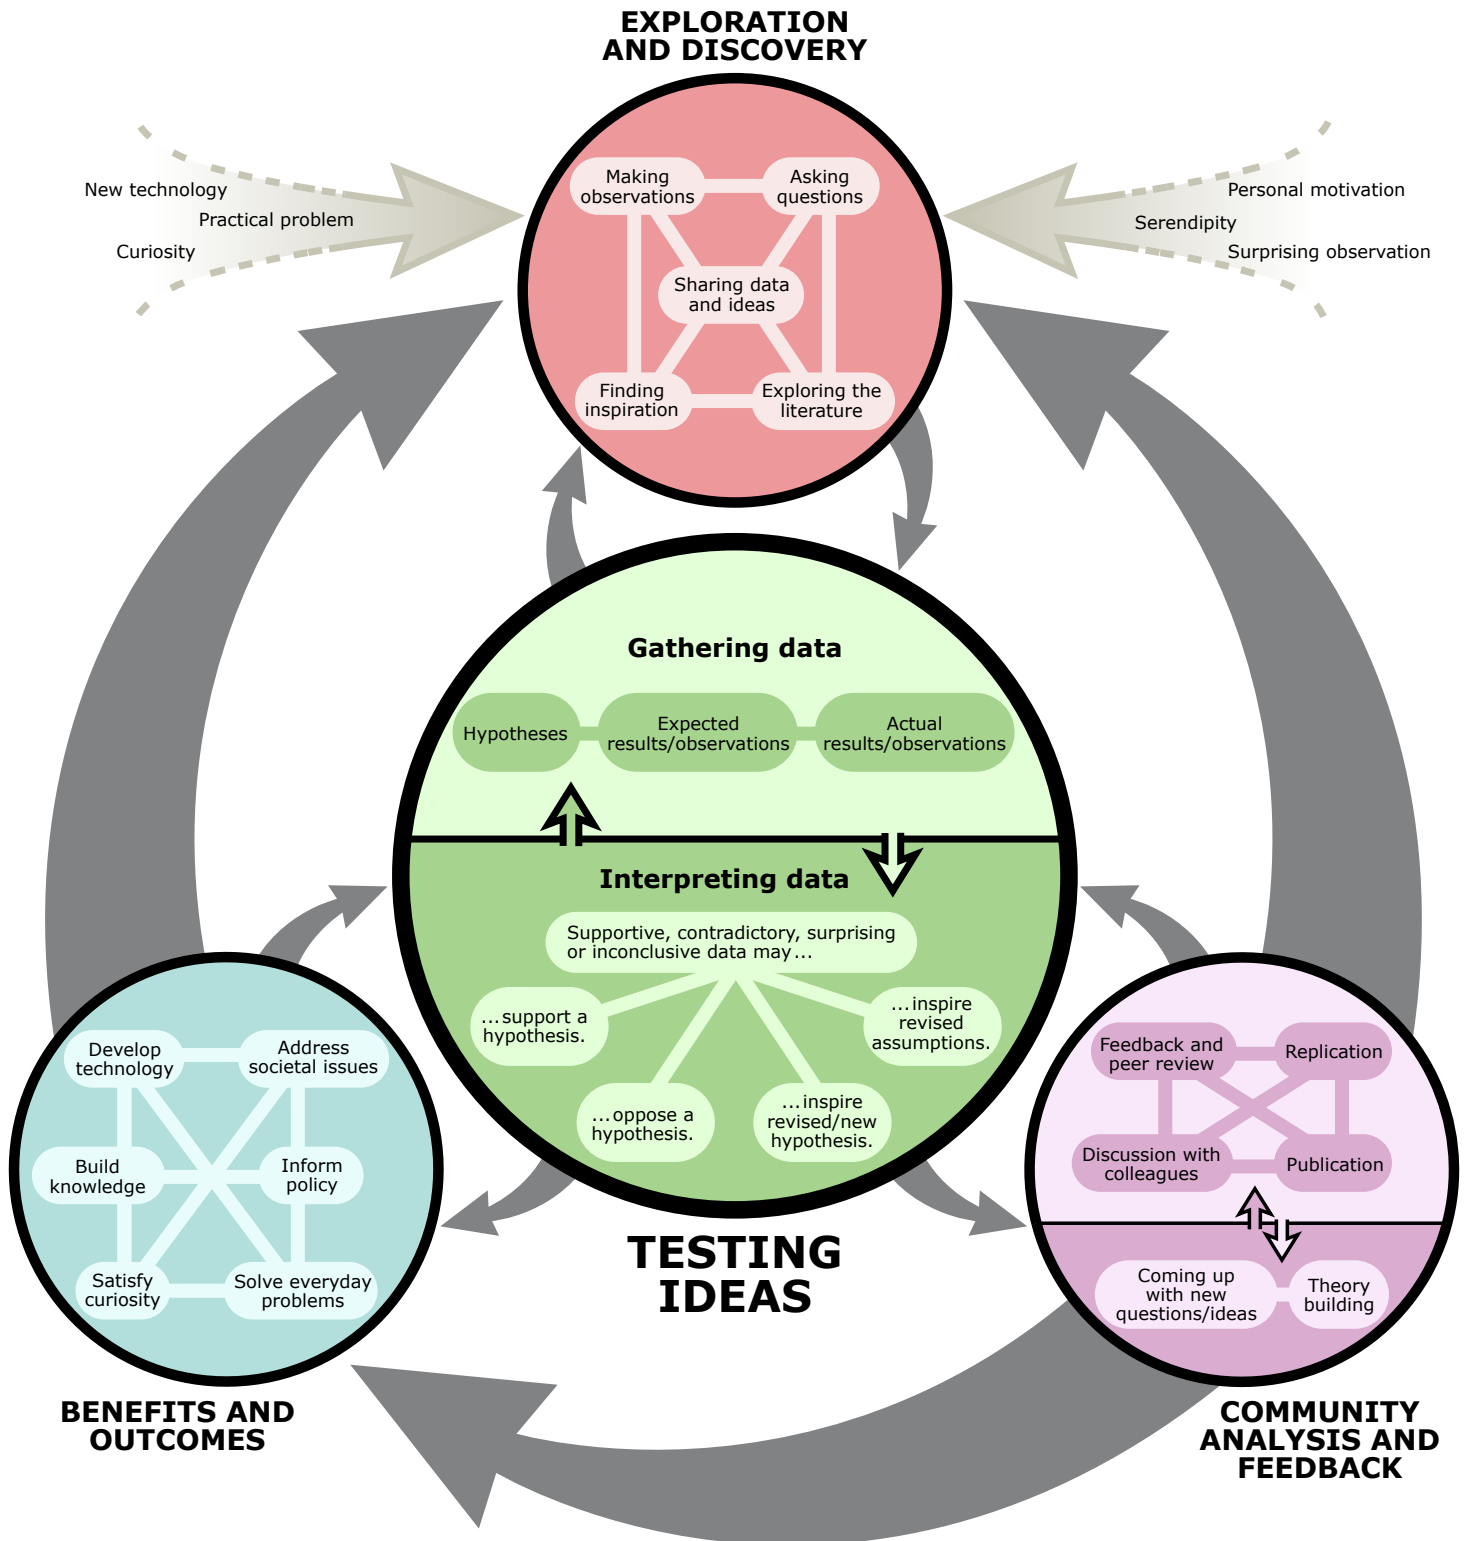 EXPLORATION
AND DISCOVERY
New technology
Practical problem
Curiosity
Personal motivation
Serendipity
Surprising observation
Making
observations
Asking
questions
Sharing data
and ideas
Finding
inspiration
Exploring the
literature
Gathering data
Hypotheses
Expected
results/observations
Actual
results/observations
Interpreting data
Supportive, contradictory, surprising
or inconclusive data may...
...support a
hypothesis.
...oppose a
hypothesis.
...inspire
revised/new
hypothesis.
...inspire
revised
assumptions.
TESTING
IDEAS
Develop
technology
Address
societal issues
Build
knowledge
Inform
policy
Satisfy
curiosity
Solve everyday
problems
BENEFITS AND
OUTCOMES
Feedback and
peer review
Replication
Discussion with
colleagues
Publication
Coming up
with new
questions/ideas
Theory
building
COMMUNITY
ANALYSIS AND
FEEDBACK